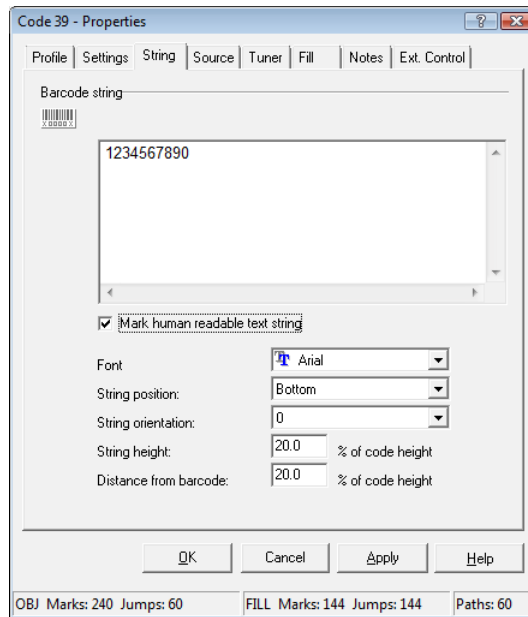 Code 39 - Properties
Profile Settings String Source Tuner Fill Notes Ext. Control
Barcode string
1234567890
Mark human readable text string
Font Arial
String position: Bottom
String orientation: 0
String height: 20.0 % of code height
Distance from barcode: 20.0 % of code height
OK Cancel Apply Help
OBJ Marks: 240 Jumps: 60 FILL Marks: 144 Jumps: 144 Paths: 60